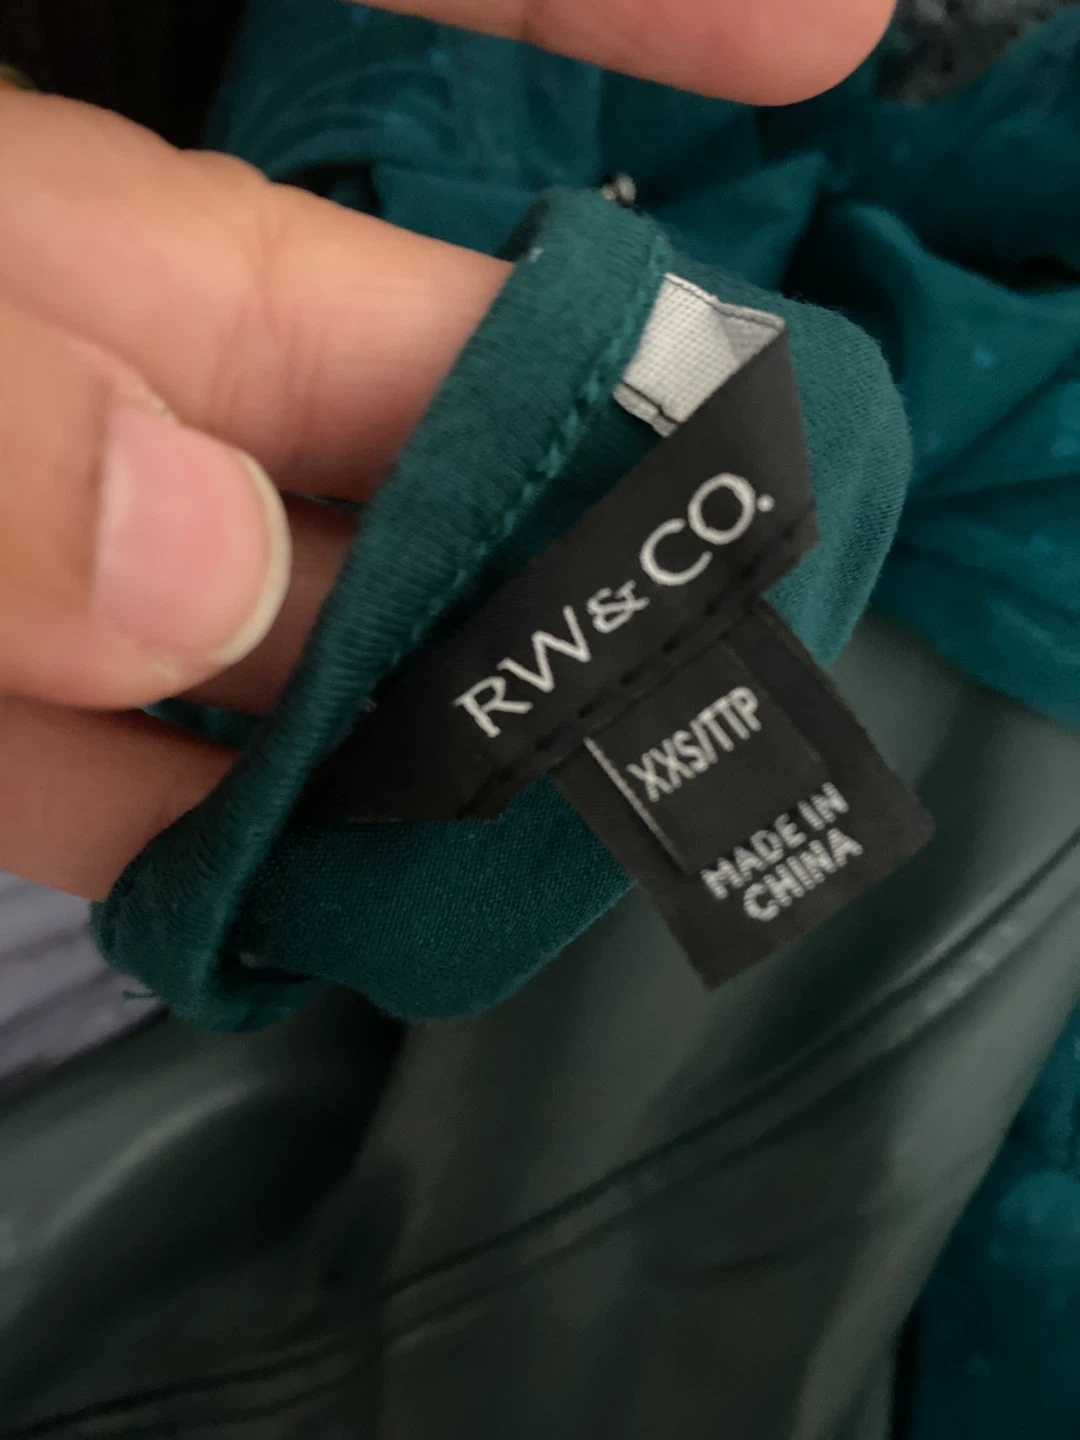 RW&CO.
XXS/TTP
MADE IN
CHINA